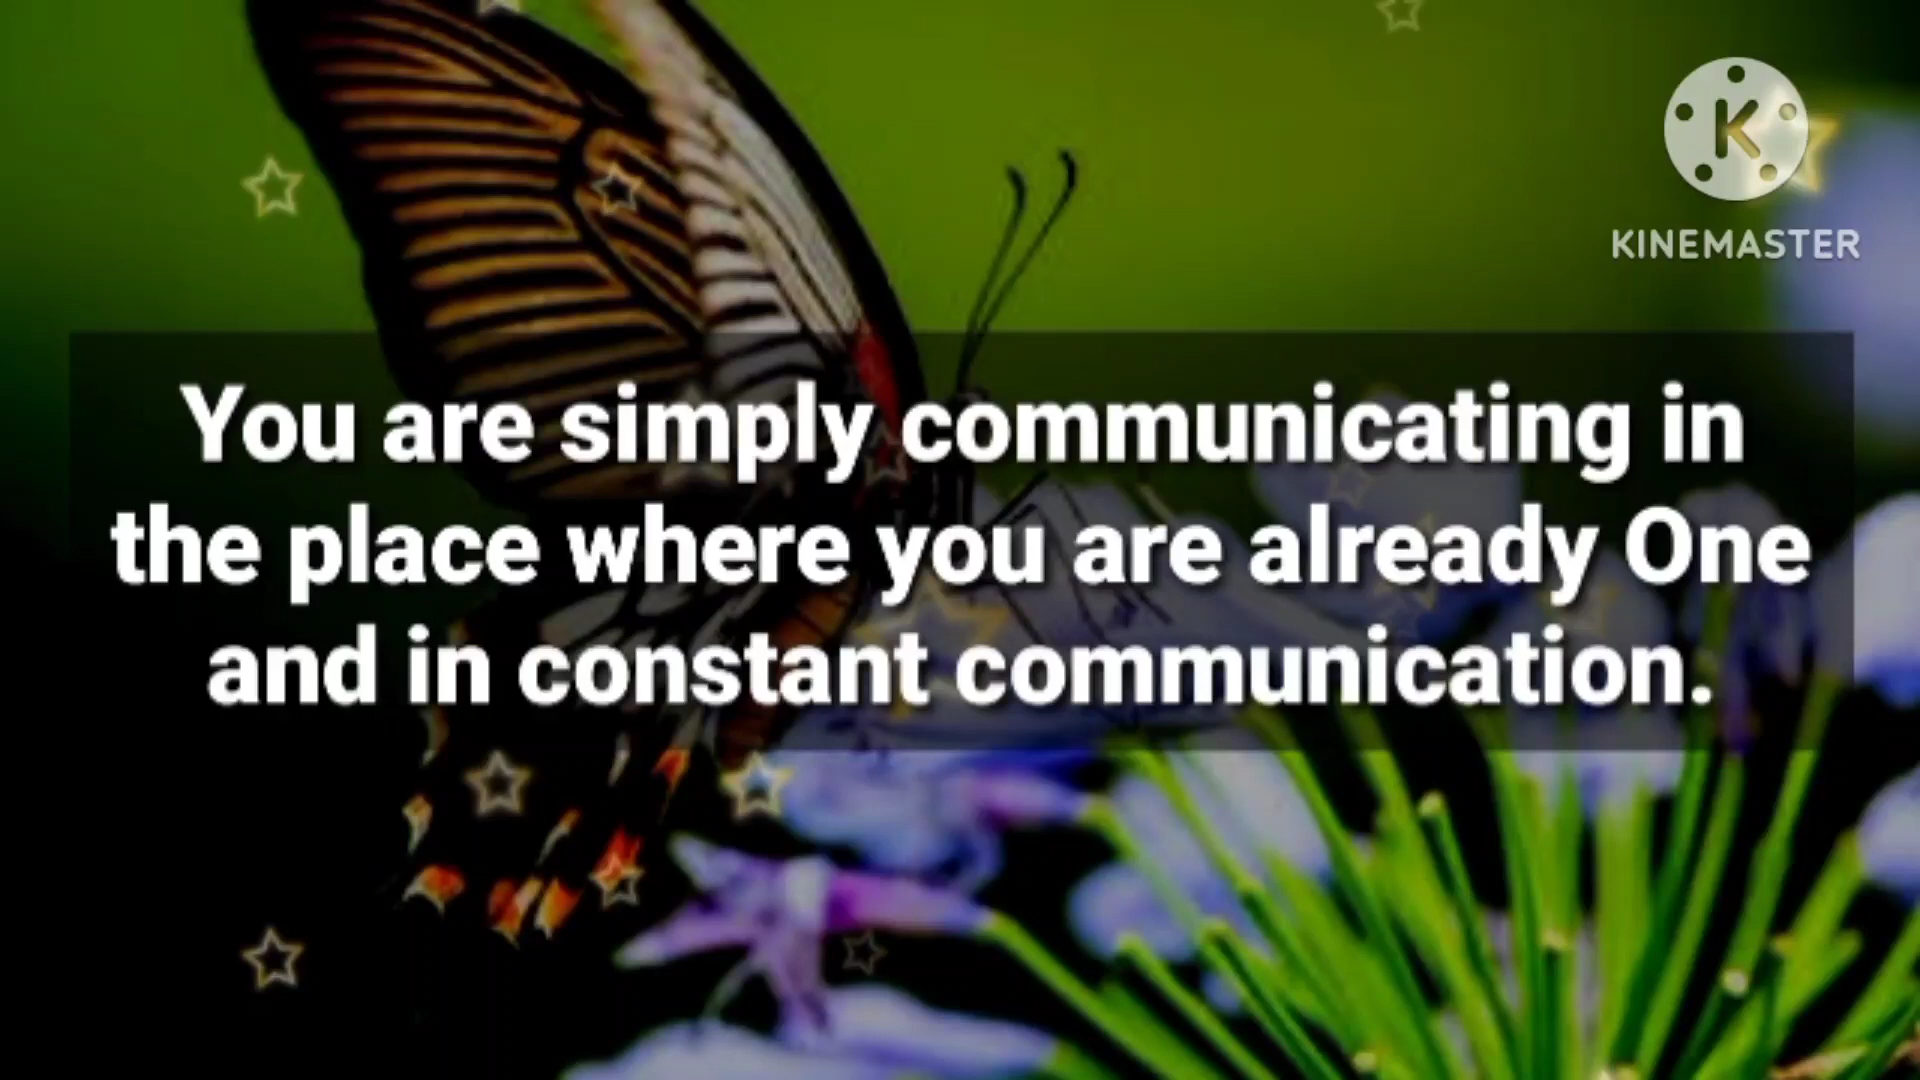 K
KINEMASTER
You are simply communicating in
the place where you are already One
and in constant communication.